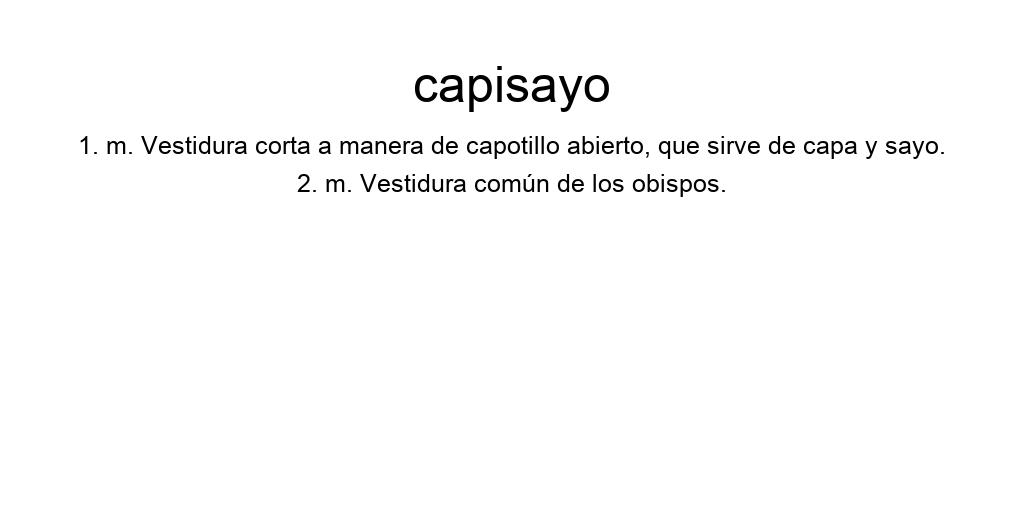 capisayo
1. m. Vestidura corta a manera de capotillo abierto, que sirve de capa y sayo.
2. m. Vestidura común de los obispos.